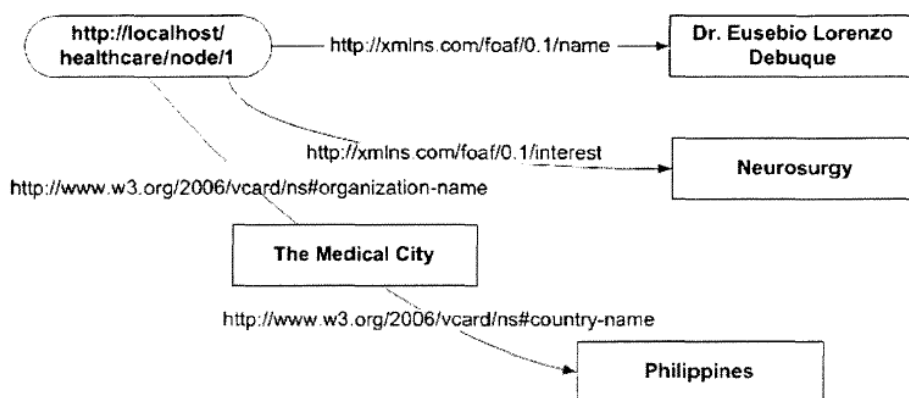 http://localhost/
healthcare/node/1
http://xmlns.com/foaf/0.1/name
Dr. Eusebio Lorenzo
Debuque
http://xmlns.com/foaf/0.1/interest
Neurosurgy
http://www.w3.org/2006/vcard/ns#organization-name
The Medical City
http://www.w3.org/2006/vcard/ns#country-name
Philippines